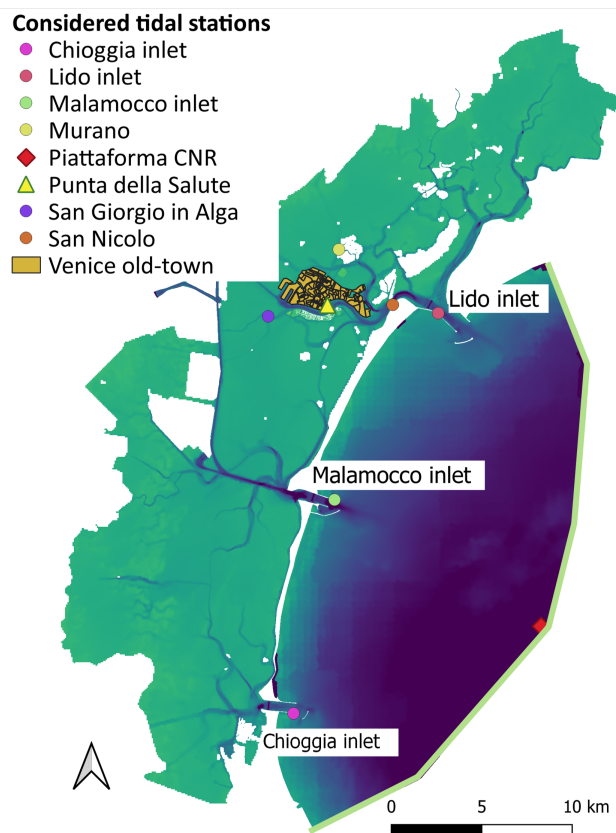 Considered tidal stations
Chioggia inlet
Lido inlet
Malamocco inlet
Murano
Piattaforma CNR
Punta della Salute
San Giorgio in Alga
San Nicolo
Venice old-town
Lido inlet
Malamocco inlet
Chioggia inlet
0 5 10 km